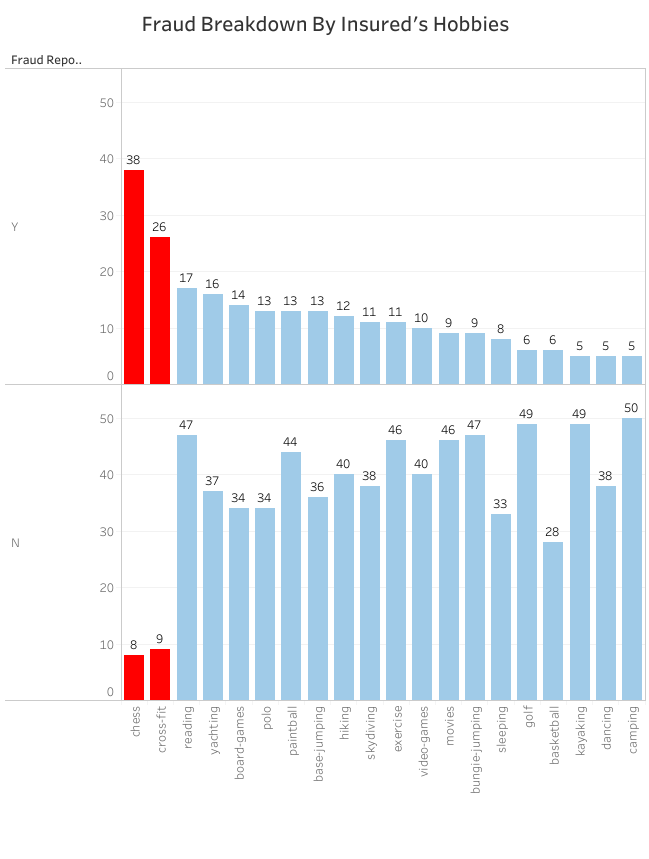 Fraud Breakdown By Insured’s Hobbies
Fraud Repo..
Y
50
40
30
20
10
0
38
26
17
16
14
13
13
13
12
11
11
10
9
9
8
6
6
5
5
5
N
50
40
30
20
10
0
8
9
47
37
34
34
44
36
40
38
46
40
46
47
33
49
28
49
38
50
chess
cross-fit
reading
yachting
board-games
polo
paintball
base-jumping
hiking
skydiving
exercise
video-games
movies
bungie-jumping
sleeping
golf
basketball
kayaking
dancing
camping